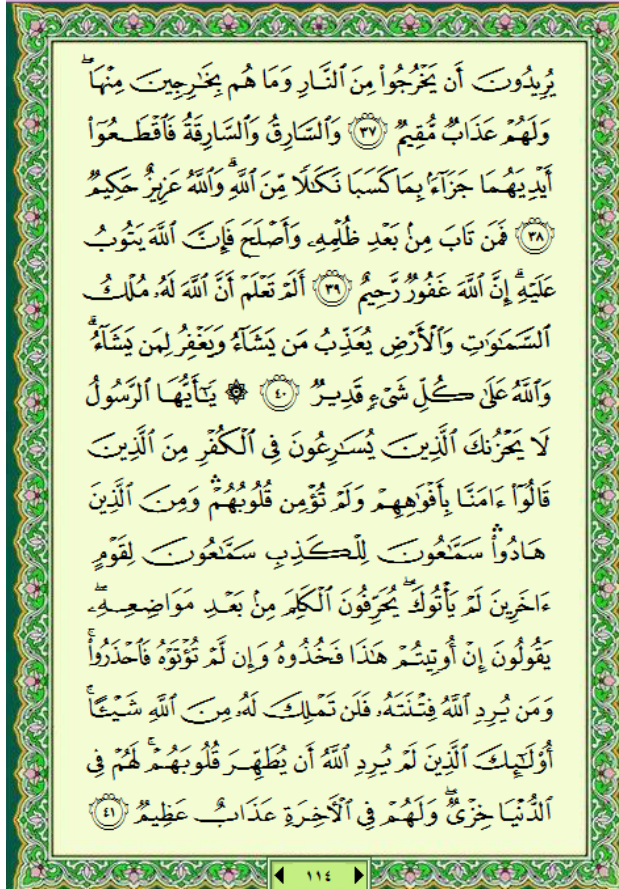 يُرِيدُونَ أَن يَخْرُجُوا۟ مِنَ ٱلنَّارِ وَمَا هُم بِخَٰرِجِينَ مِنْهَا ۖ
وَلَهُمْ عَذَابٌ مُّقِيمٌ ﴿٣٧﴾ وَٱلسَّارِقُ وَٱلسَّارِقَةُ فَٱقْطَعُوٓا۟
أَيْدِيَهُمَا جَزَآءًۢ بِمَا كَسَبَا نَكَٰلًا مِّنَ ٱللَّهِ ۗ وَٱللَّهُ عَزِيزٌ حَكِيمٌ
﴿٣٨﴾ فَمَن تَابَ مِنۢ بَعْدِ ظُلْمِهِۦ وَأَصْلَحَ فَإِنَّ ٱللَّهَ يَتُوبُ
عَلَيْهِ ۗ إِنَّ ٱللَّهَ غَفُورٌ رَّحِيمٌ ﴿٣٩﴾ أَلَمْ تَعْلَمْ أَنَّ ٱللَّهَ لَهُۥ مُلْكُ
ٱلسَّمَٰوَٰتِ وَٱلْأَرْضِ يُعَذِّبُ مَن يَشَآءُ وَيَغْفِرُ لِمَن يَشَآءُ ۗ
وَٱللَّهُ عَلَىٰ كُلِّ شَىْءٍ قَدِيرٌ ﴿٤٠﴾ ۞ يَٰٓأَيُّهَا ٱلرَّسُولُ
لَا يَحْزُنكَ ٱلَّذِينَ يُسَٰرِعُونَ فِى ٱلْكُفْرِ مِنَ ٱلَّذِينَ
قَالُوٓا۟ ءَامَنَّا بِأَفْوَٰهِهِمْ وَلَمْ تُؤْمِن قُلُوبُهُمْ ۛ وَمِنَ ٱلَّذِينَ
هَادُوا۟ ۛ سَمَّٰعُونَ لِلْكَذِبِ سَمَّٰعُونَ لِقَوْمٍ
ءَاخَرِينَ لَمْ يَأْتُوكَ ۖ يُحَرِّفُونَ ٱلْكَلِمَ مِنۢ بَعْدِ مَوَاضِعِهِۦ ۖ
يَقُولُونَ إِنْ أُوتِيتُمْ هَٰذَا فَخُذُوهُ وَإِن لَّمْ تُؤْتَوْهُ فَٱحْذَرُوا۟ ۚ
وَمَن يُرِدِ ٱللَّهُ فِتْنَتَهُۥ فَلَن تَمْلِكَ لَهُۥ مِنَ ٱللَّهِ شَيْـًٔا ۚ
أُو۟لَٰٓئِكَ ٱلَّذِينَ لَمْ يُرِدِ ٱللَّهُ أَن يُطَهِّرَ قُلُوبَهُمْ ۚ لَهُمْ فِى
ٱلدُّنْيَا خِزْىٌ ۖ وَلَهُمْ فِى ٱلْءَاخِرَةِ عَذَابٌ عَظِيمٌ ﴿٤١﴾
١١٤